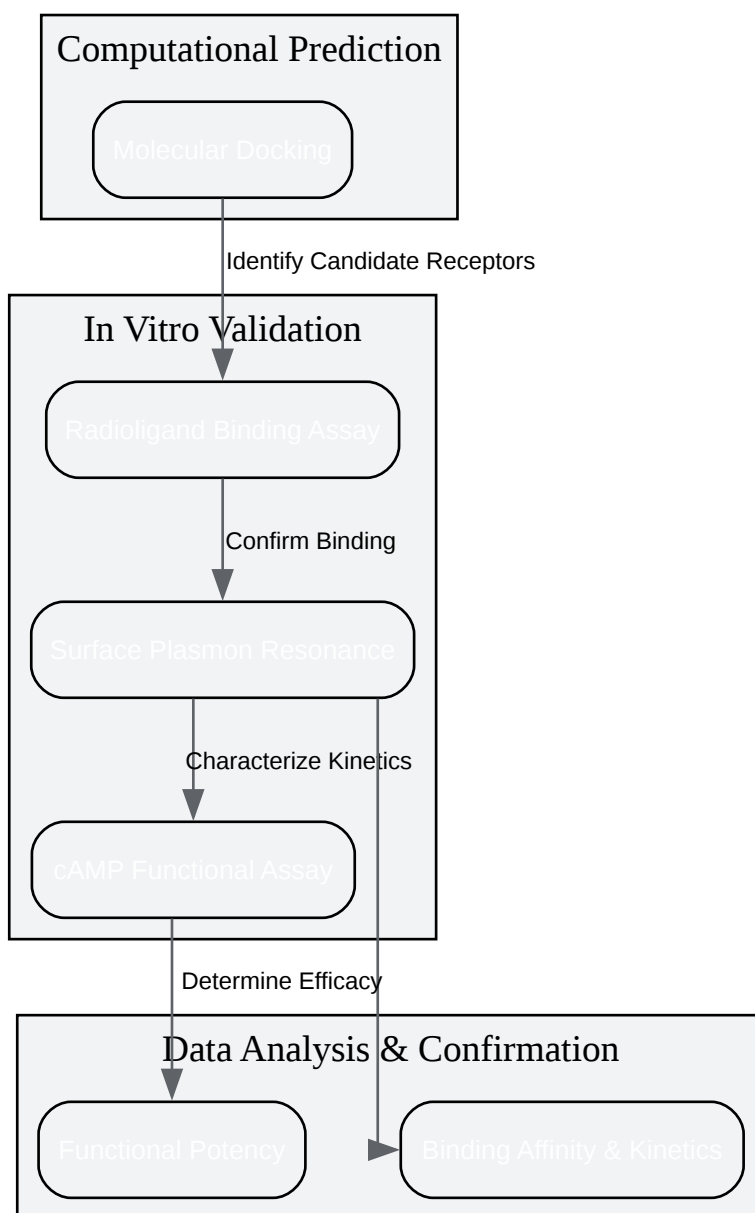 Computational Prediction
Molecular Docking
Identify Candidate Receptors
In Vitro Validation
Radioligand Binding Assay
Confirm Binding
Surface Plasmon Resonance
Characterize Kinetics
cAMP Functional Assay
Determine Efficacy
Data Analysis & Confirmation
Functional Potency
Binding Affinity & Kinetics